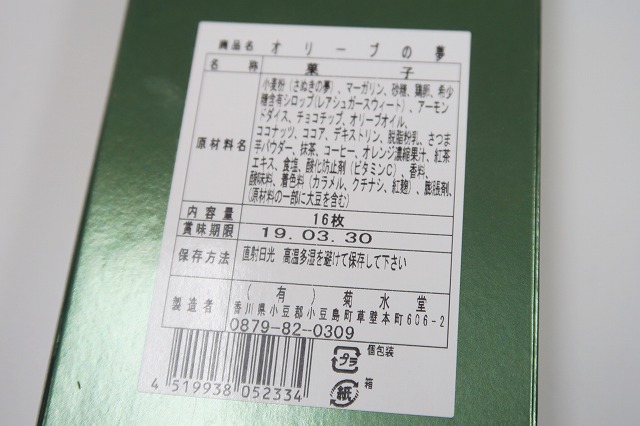 商品名 オリーブの夢
名称 菓子
原材料名 小麦粉（さぬきの夢）、マーガリン、砂糖、鶏卵、希少
糖含有シロップ（レアシュガースウィート）、アーモン
ドダイス、チョコチップ、オリーブオイル、
ココナッツ、ココア、デキストリン、脱脂粉乳、さつま
芋パウダー、抹茶、コーヒー、オレンジ濃縮果汁、紅茶
エキス、食塩、酸化防止剤（ビタミンC）、香料、
酸味料、着色料（カラメル、クチナシ、紅麹）、膨張剤、
（原材料の一部に大豆を含む）
内容量 16枚
賞味期限 19.03.30
保存方法 直射日光 高温多湿を避けて保存して下さい
製造者 （有）菊水堂
香川県小豆郡小豆島町草壁本町606-2
0879-82-0309
プラ 個包装
紙 箱
4 519938 052334